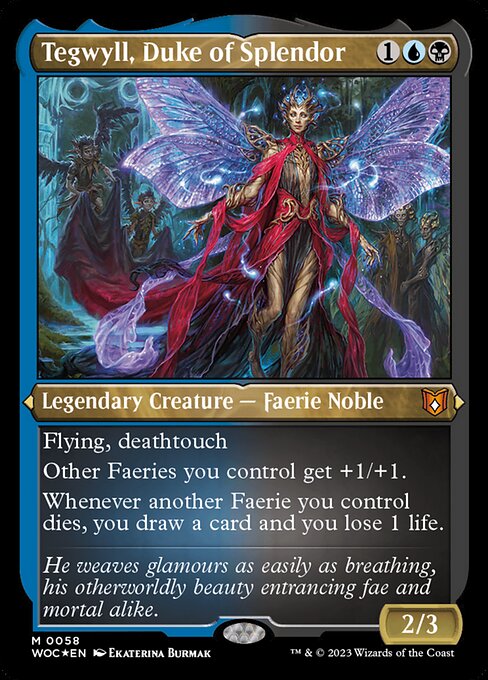 Tegwyll, Duke of Splendor 1
Legendary Creature — Faerie Noble
Flying, deathtouch
Other Faeries you control get +1/+1.
Whenever another Faerie you control
dies, you draw a card and you lose 1 life.
He weaves glamours as easily as breathing,
his otherworldly beauty entrancing fae and
mortal alike.
2/3
M 0058
WOC★EN Ekaterina Burmak
™ & © 2023 Wizards of the Coast